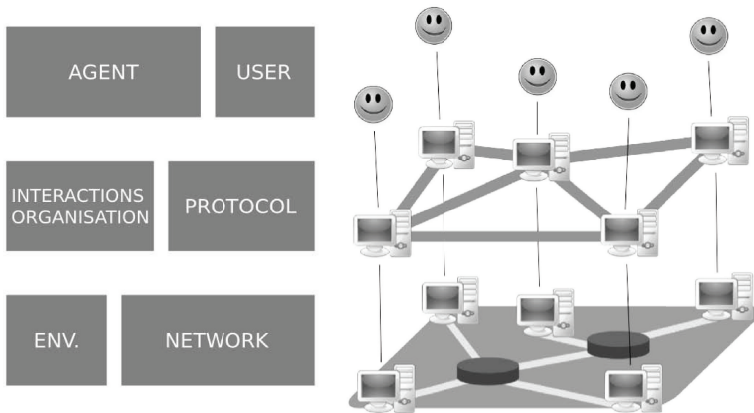 AGENT
USER
INTERACTIONS
ORGANISATION
PROTOCOL
ENV.
NETWORK